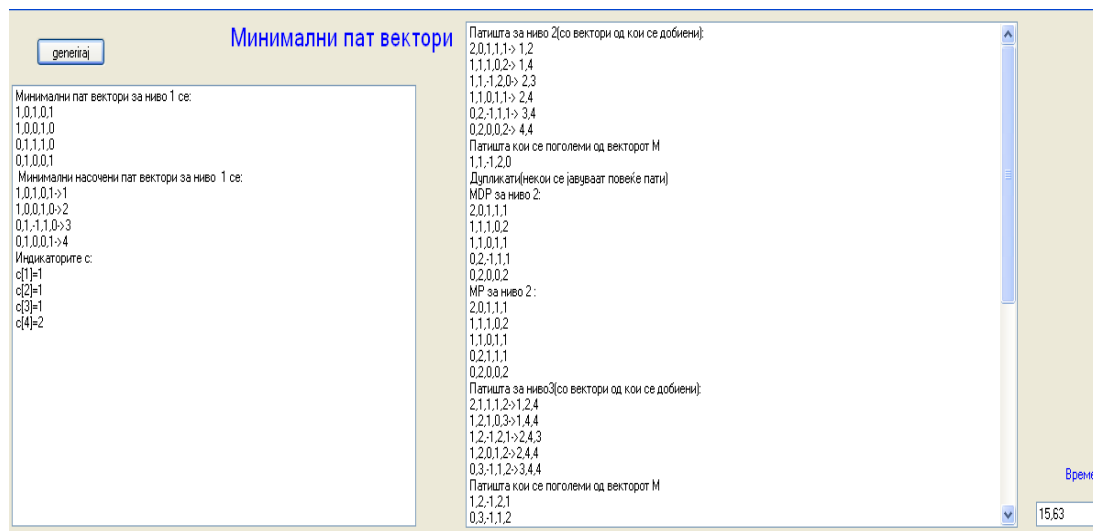 generiraj
Минимални пат вектори
Минимални пат вектори за ниво 1 се:
1,0,1,0,1
1,0,0,1,0
0,1,1,1,0
0,1,0,0,1
Минимални насочени пат вектори за ниво 1 се:
1,0,1,0,1->1
1,0,0,1,0->2
0,1,-1,1,0->3
0,1,0,0,1->4
Индикаторите с:
c[1]=1
c[2]=1
c[3]=1
c[4]=2
Патишта за ниво 2(со вектори од кои се добиени):
2,0,1,1,1-> 1,2
1,1,1,0,2-> 1,4
1,1,-1,2,0-> 2,3
1,1,0,1,1-> 2,4
0,2,-1,1,1-> 3,4
0,2,0,0,2-> 4,4
Патишта кои се поголеми од векторот М
1,1,-1,2,0
Дупликати(некои се јавуваат повеќе пати)
MDP за ниво 2:
2,0,1,1,1
1,1,1,0,2
1,1,0,1,1
0,2,-1,1,1
0,2,0,0,2
MP за ниво 2 :
2,0,1,1,1
1,1,1,0,2
1,1,0,1,1
0,2,1,1,1
0,2,0,0,2
Патишта за ниво3(со вектори од кои се добиени):
2,1,1,1,2->1,2,4
1,2,1,0,3->1,4,4
1,2,-1,2,1->2,4,3
1,2,0,1,2->2,4,4
0,3,-1,1,2->3,4,4
Патишта кои се поголеми од векторот М
1,2,-1,2,1
0,3,-1,1,2
Време
15,63